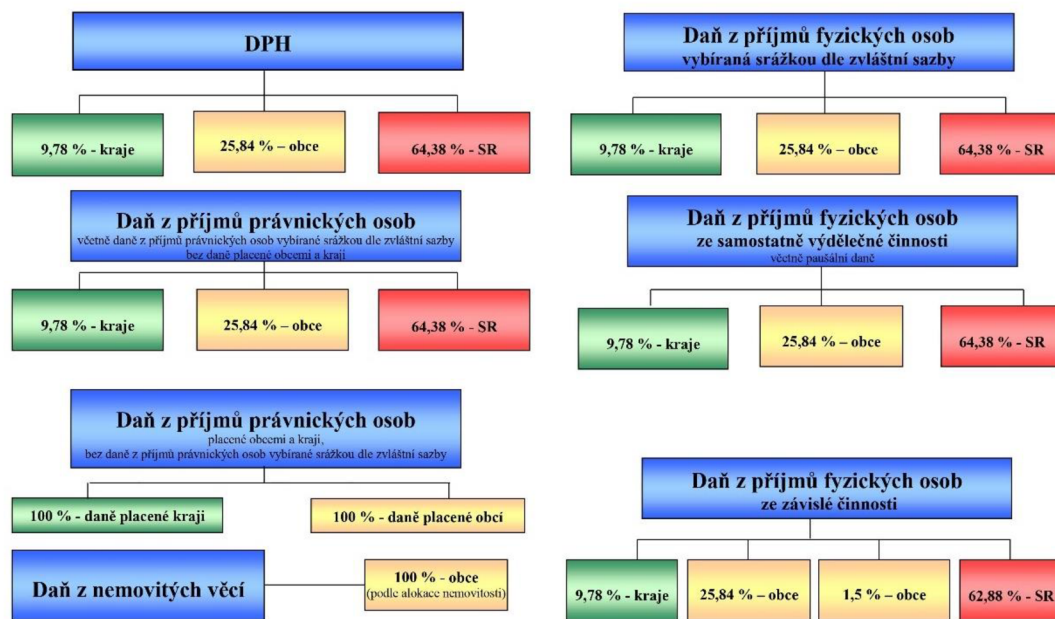 DPH
9,78 % - kraje
25,84 % – obce
64,38 % - SR
Daň z příjmů fyzických osob
vybíraná srážkou dle zvláštní sazby
9,78 % - kraje
25,84 % – obce
64,38 % - SR
Daň z příjmů právnických osob
včetně daně z příjmů právnických osob vybírané srážkou dle zvláštní sazby
bez daně placené obcemi a kraji
9,78 % - kraje
25,84 % – obce
64,38 % - SR
Daň z příjmů fyzických osob
ze samostatně výdělečné činnosti
včetně paušální daně
9,78 % - kraje
25,84 % – obce
64,38 % - SR
Daň z příjmů právnických osob
placené obcemi a kraji,
bez daně z příjmů právnických osob vybírané srážkou dle zvláštní sazby
100 % - daně placené kraji
100 % - daně placené obcí
Daň z nemovitých věcí
100 % - obce
(podle alokace nemovitosti)
Daň z příjmů fyzických osob
ze závislé činnosti
9,78 % - kraje
25,84 % – obce
1,5 % – obce
62,88 % - SR